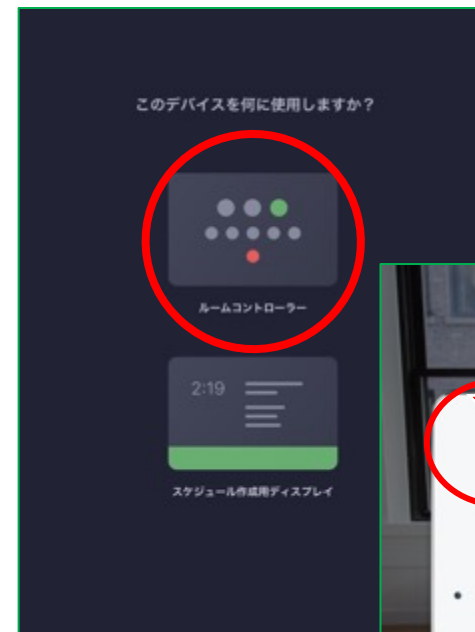 このデバイスを何に使用しますか？
ルームコントローラー
2:19
スケジュール作成用ディスプレイ